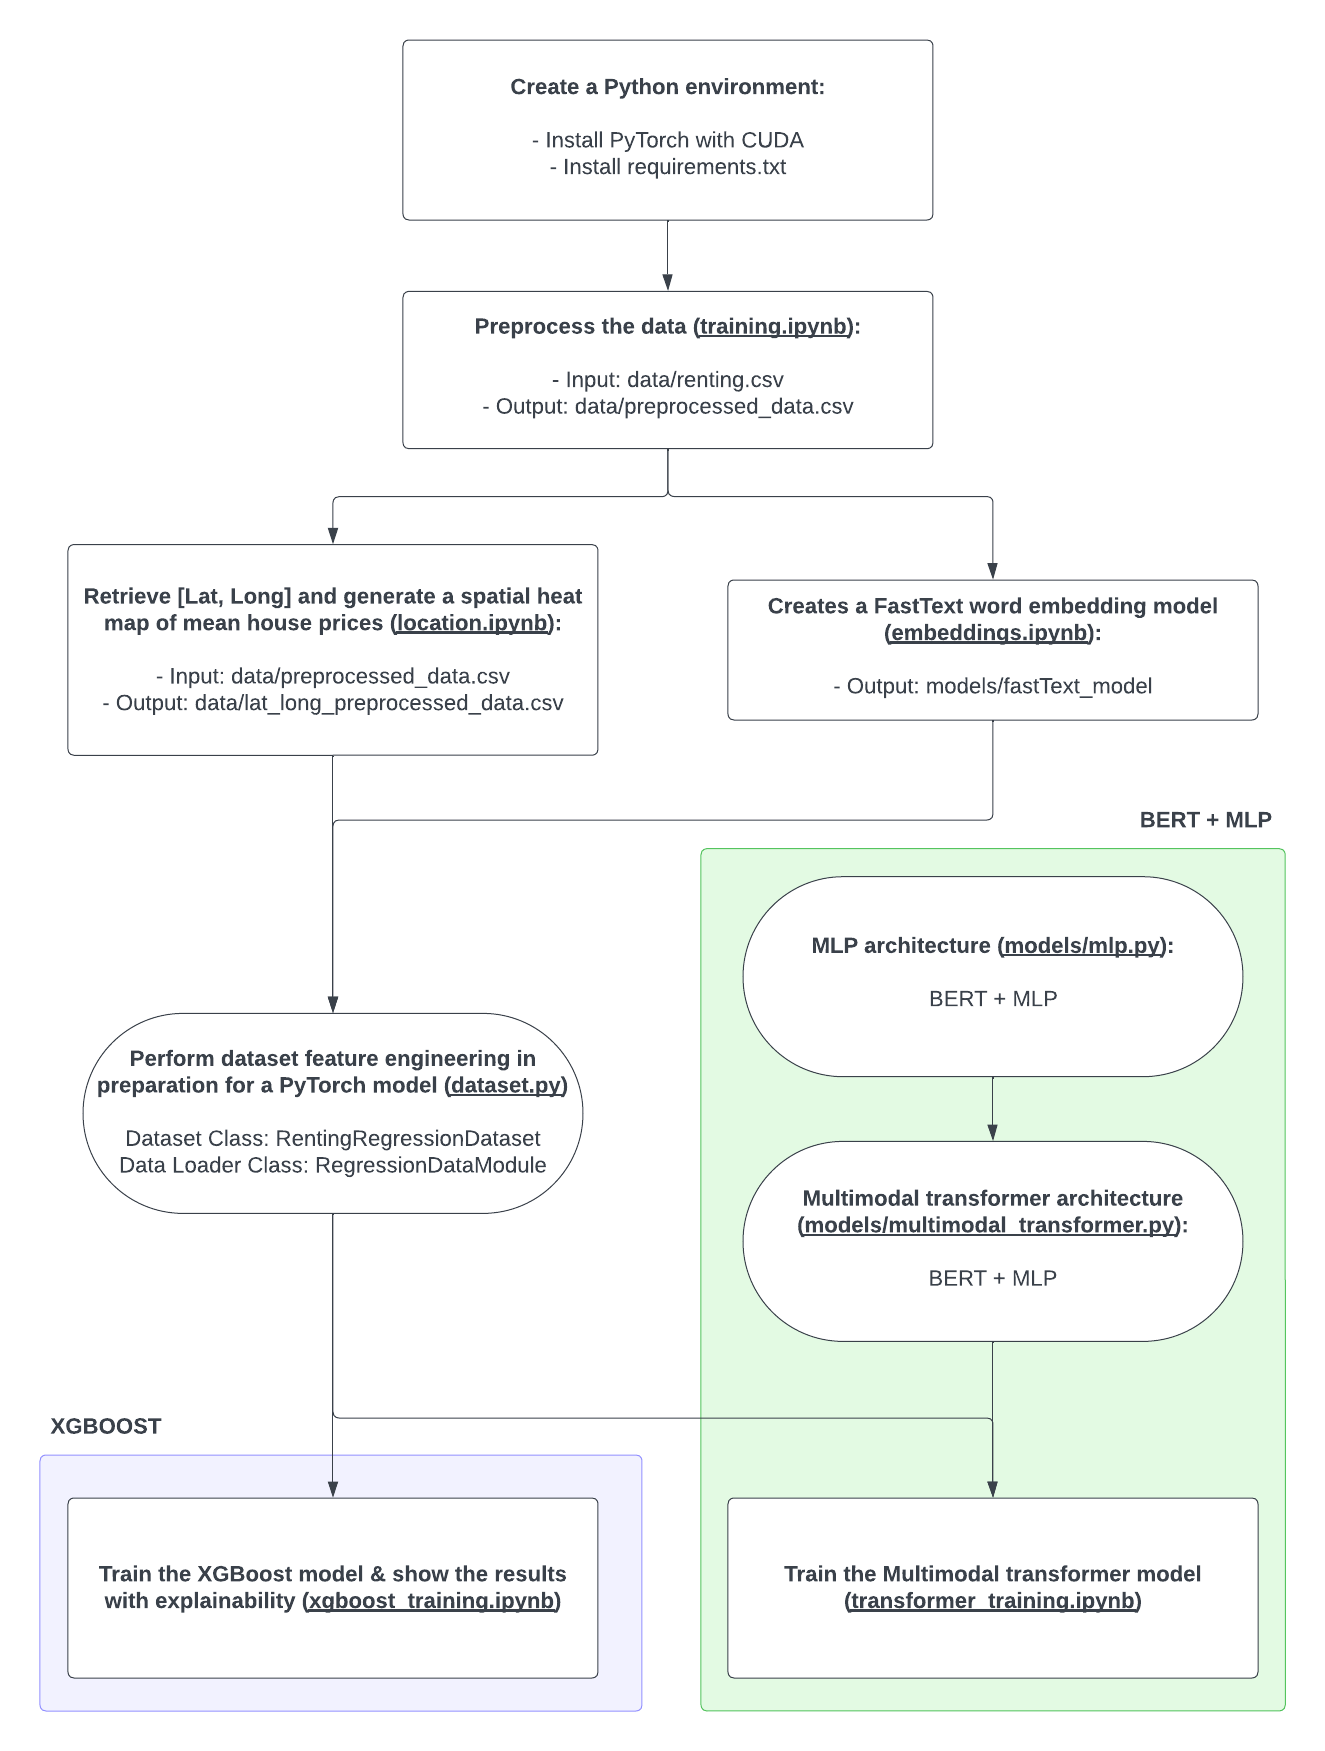 Create a Python environment:
- Install PyTorch with CUDA
- Install requirements.txt
Preprocess the data (training.ipynb):
- Input: data/renting.csv
- Output: data/preprocessed_data.csv
Retrieve [Lat, Long] and generate a spatial heat
map of mean house prices (location.ipynb):
- Input: data/preprocessed_data.csv
- Output: data/lat_long_preprocessed_data.csv
Creates a FastText word embedding model
(embeddings.ipynb):
- Output: models/fastText_model
BERT + MLP
MLP architecture (models/mlp.py):
BERT + MLP
Perform dataset feature engineering in
preparation for a PyTorch model (dataset.py)
Dataset Class: RentingRegressionDataset
Data Loader Class: RegressionDataModule
Multimodal transformer architecture
(models/multimodal_transformer.py):
BERT + MLP
XGBOOST
Train the XGBoost model & show the results
with explainability (xgboost_training.ipynb)
Train the Multimodal transformer model
(transformer_training.ipynb)